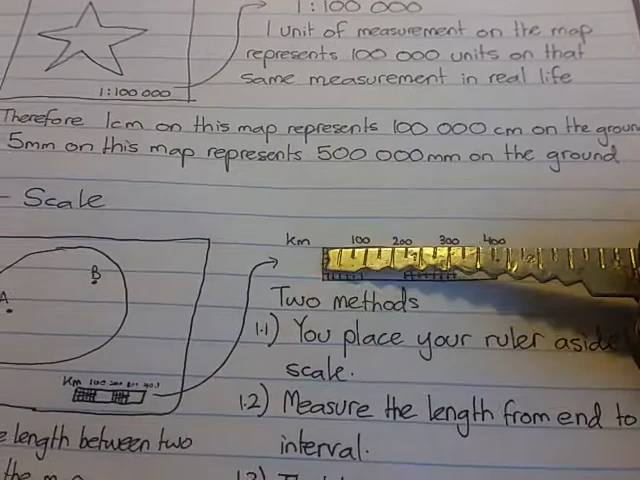 1:100 000
1 unit of measurement on the map
represents 100 000 units on that
same measurement in real life
1:100 000
Therefore 1cm on this map represents 100 000 cm on the groun
5mm on this map represents 500 000mm on the ground
- Scale
Km 100 200 300 400
B
A
Two methods
1.1) You place your ruler aside
scale.
Km 100 200 300 400
1.2) Measure the length from end to
interval.
e length between two
the m